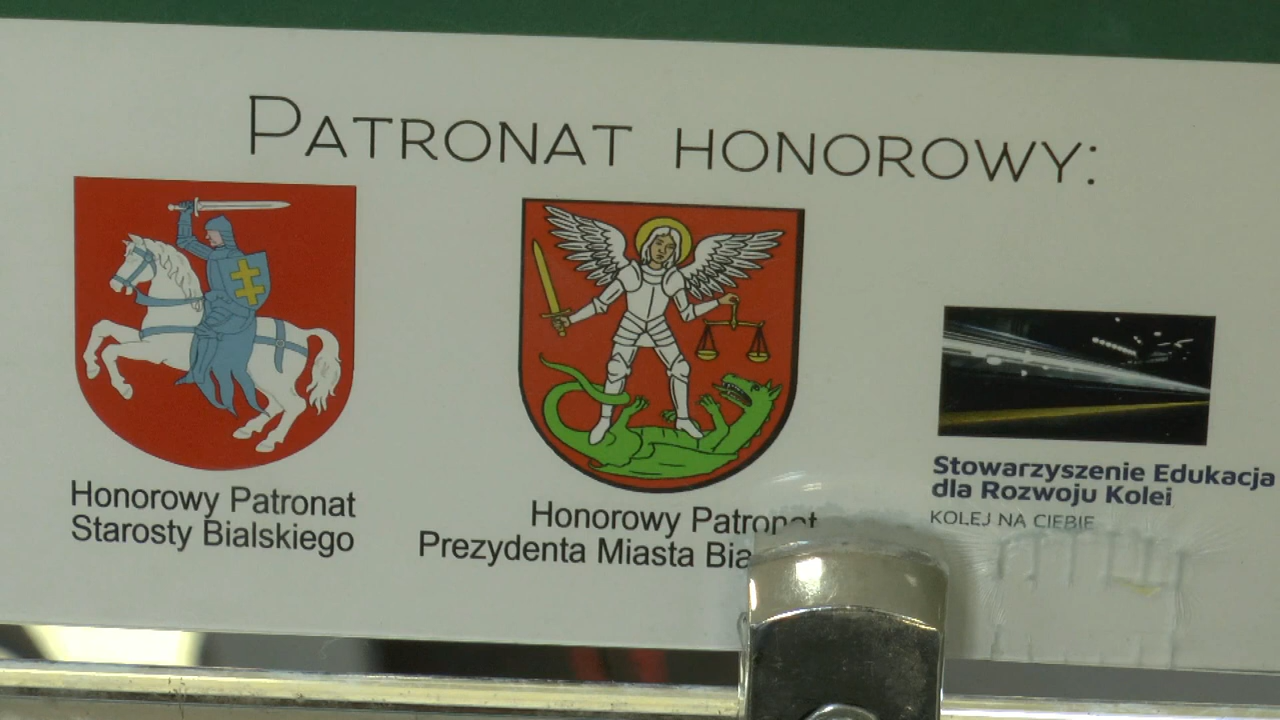 PATRONAT HONOROWY:
Honorowy Patronat
Starosty Bialskiego
Honorowy Patronat
Prezydenta Miasta
Stowarzyszenie Edukacja
dla Rozwoju Kolei
KOLEJ NA CIEBIE